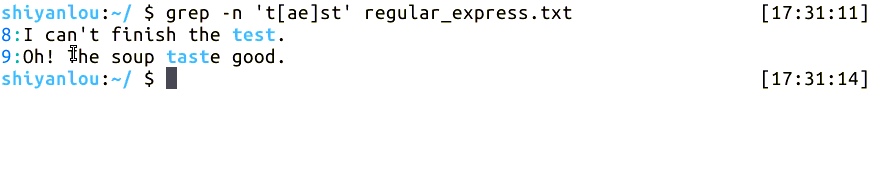 shiyanlou:~/ $ grep -n 't[ae]st' regular_express.txt [17:31:11]
8:I can't finish the test.
9:Oh! The soup taste good.
shiyanlou:~/ $ [17:31:14]